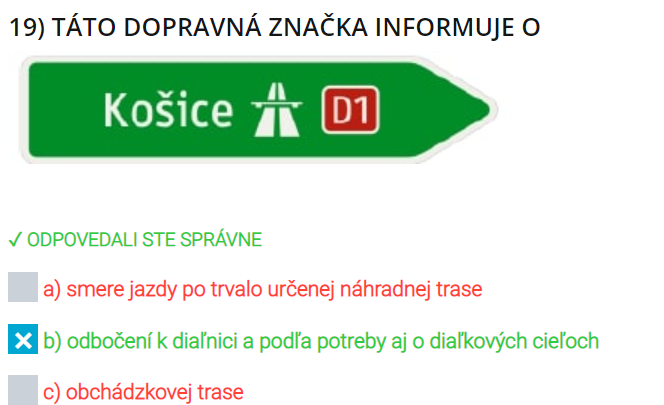 19) TÁTO DOPRAVNÁ ZNAČKA INFORMUJE O
Košice D1
✓ ODPOVEDALI STE SPRÁVNE
a) smere jazdy po trvalo určenej náhradnej trase
b) odbočení k diaľnici a podľa potreby aj o diaľkových cieľoch
c) obchádzkovej trase